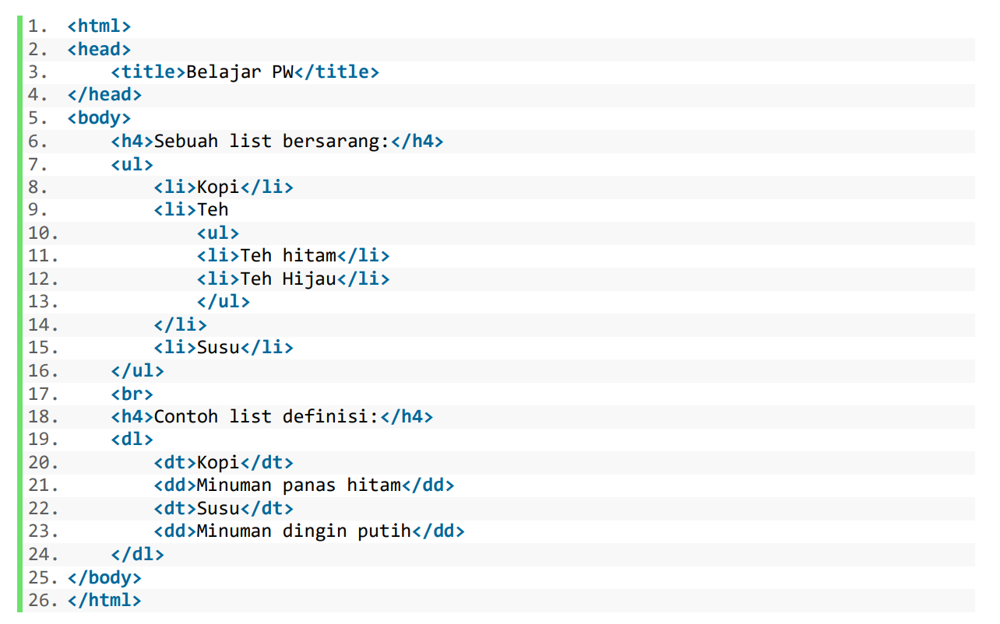 1. <html>
2. <head>
3.     <title>Belajar PW</title>
4. </head>
5. <body>
6.     <h4>Sebuah list bersarang:</h4>
7.     <ul>
8.         <li>Kopi</li>
9.         <li>Teh
10.             <ul>
11.             <li>Teh hitam</li>
12.             <li>Teh Hijau</li>
13.             </ul>
14.         </li>
15.         <li>Susu</li>
16.     </ul>
17.     <br>
18.     <h4>Contoh list definisi:</h4>
19.     <dl>
20.         <dt>Kopi</dt>
21.         <dd>Minuman panas hitam</dd>
22.         <dt>Susu</dt>
23.         <dd>Minuman dingin putih</dd>
24.     </dl>
25. </body>
26. </html>